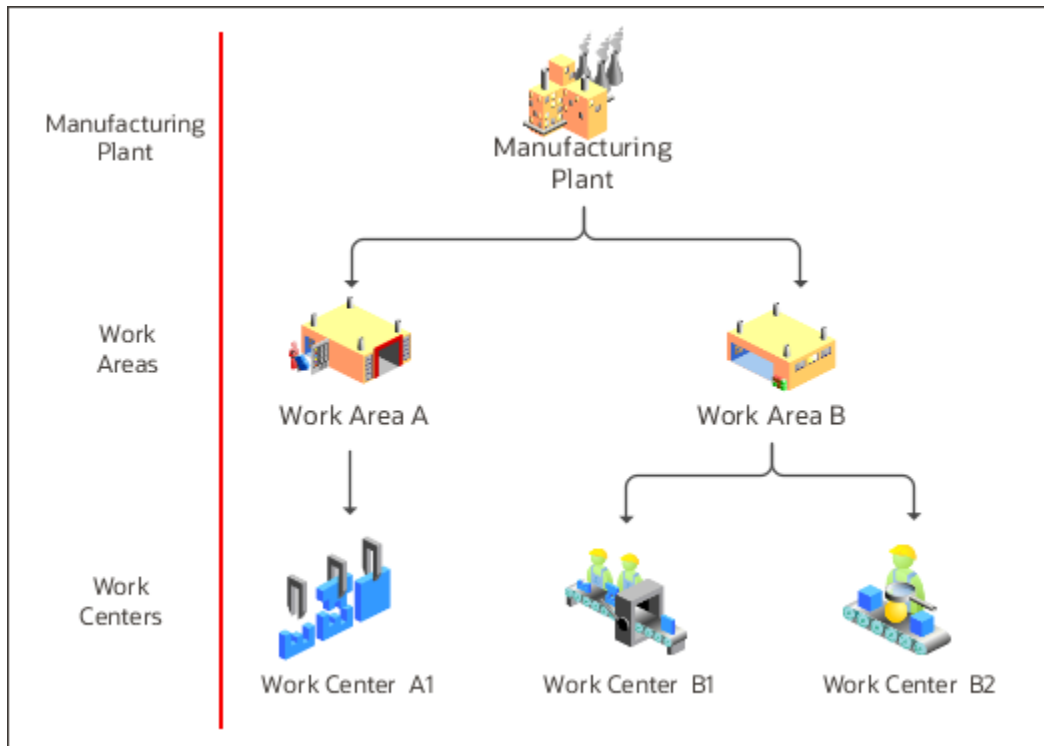 Manufacturing
Plant
Manufacturing
Plant
Work
Areas
Work Area A
Work Area B
Work
Centers
Work Center A1
Work Center B1
Work Center B2